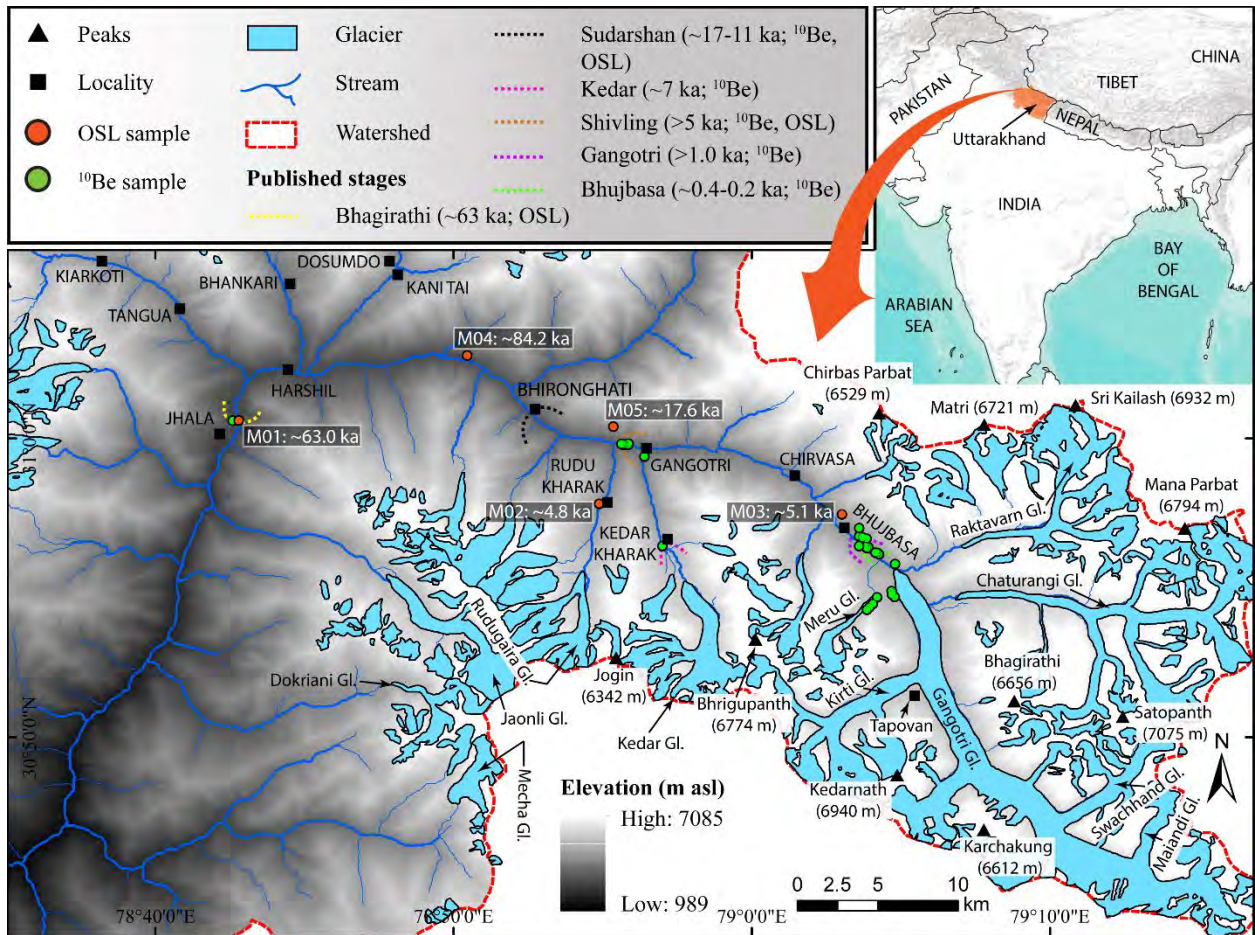 Peaks
Locality
OSL sample
¹⁰Be sample
Glacier
Stream
Watershed
Published stages
Bhagirathi (~63 ka; OSL)
Sudarshan (~17-11 ka; ¹⁰Be,
OSL)
Kedar (~7 ka; ¹⁰Be)
Shivling (>5 ka; ¹⁰Be, OSL)
Gangotri (>1.0 ka; ¹⁰Be)
Bhujbasa (~0.4-0.2 ka; ¹⁰Be)
CHINA
TIBET
PAKISTAN
NEPAL
Uttarakhand
INDIA
BAY
OF
BENGAL
ARABIAN
SEA
KIARKOTI
BHANKARI
DOSUMDO
KANI TAI
TANGUA
M04: ~84.2 ka
HARSHIL
BHIRONGHATI
JHALA
M01: ~63.0 ka
M05: ~17.6 ka
GANGOTRI
CHIRVASA
RUDU
KHARAK
M02: ~4.8 ka
M03: ~5.1 ka
BHUJBASA
KEDAR
KHARAK
Chirbas Parbat
(6529 m)
Matri (6721 m)
Sri Kailash (6932 m)
Mana Parbat
(6794 m)
Raktavarn Gl.
Chaturangi Gl.
Meru Gl.
Rudugaira Gl.
Dokriani Gl.
Jaonli Gl.
Jogin
(6342 m)
Kedar Gl.
Bhrigupanth
(6774 m)
Kirti Gl.
Tapovan
Gangotri Gl.
Bhagirathi
(6656 m)
Satopanth
(7075 m)
Mecha Gl.
Kedarnath
(6940 m)
Karchakung
(6612 m)
Swachhand Gl.
Maiandi Gl.
N
Elevation (m asl)
High: 7085
Low: 989
0 2.5 5 10
km
30°50'0"N
78°40'0"E
79°0'0"E
79°10'0"E